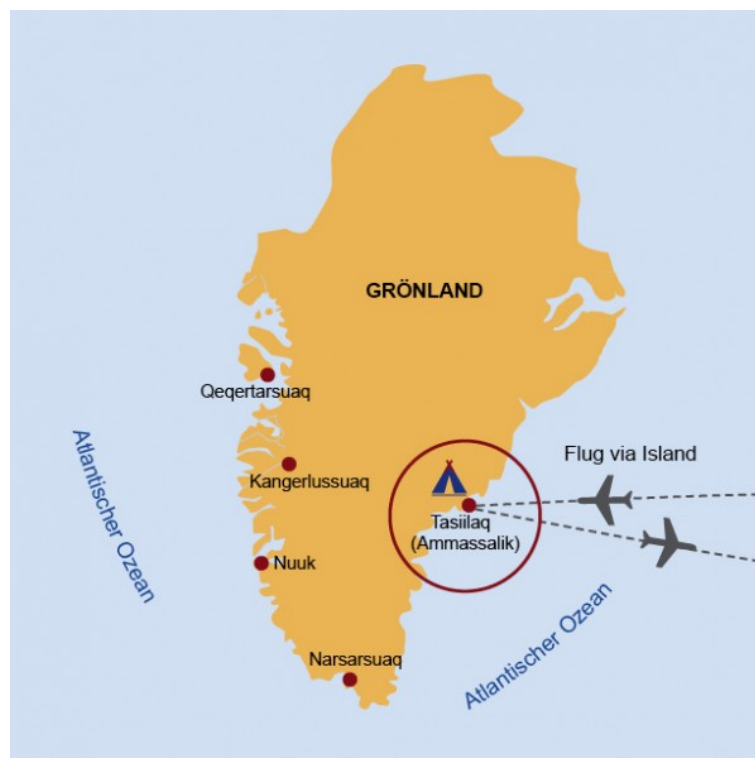 GRÖNLAND
Qeqertarsuaq
Flug via Island
Atlantischer Ozean
Kangerlussuaq
Tasiilaq
(Ammassalik)
Nuuk
Atlantischer Ozean
Narsarsuaq